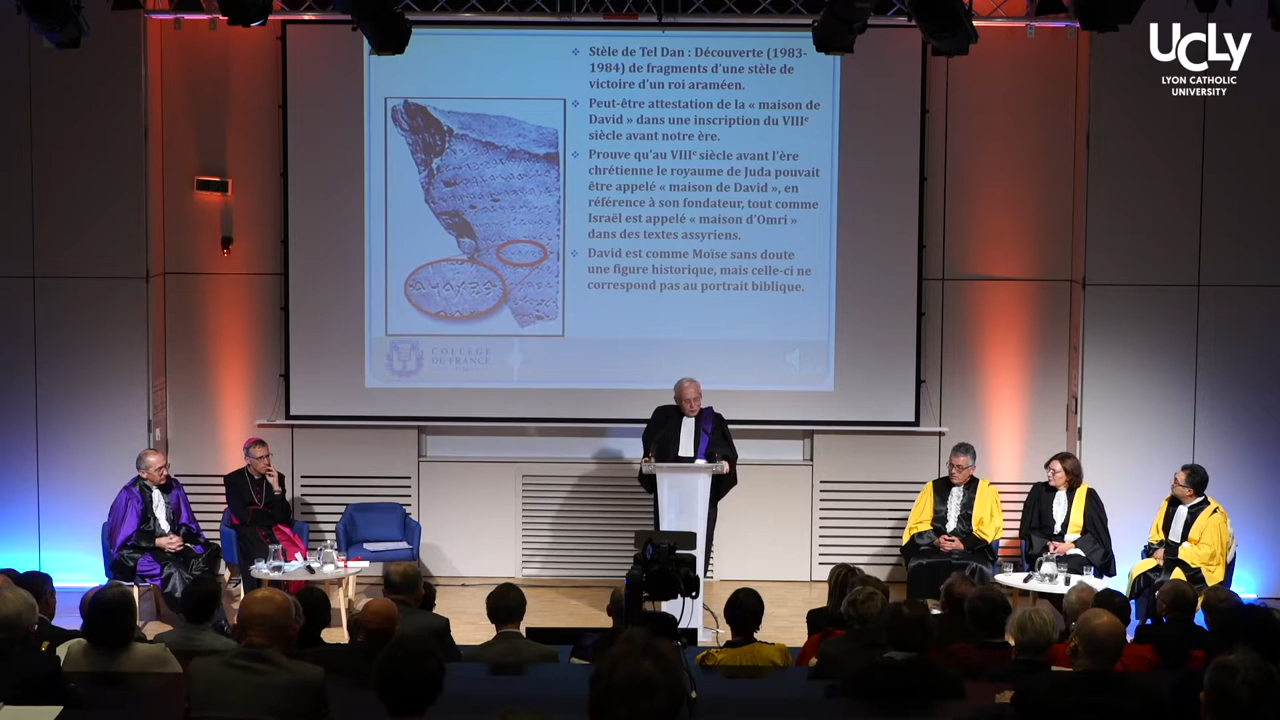 UCLy
LYON CATHOLIC
UNIVERSITY
Stèle de Tel Dan : Découverte (1983-
1984) de fragments d'une stèle de
victoire d'un roi araméen.
Peut-être attestation de la « maison de
David » dans une inscription du VIIIᵉ
siècle avant notre ère.
Prouve qu'au VIIIᵉ siècle avant l'ère
chrétienne le royaume de Juda pouvait
être appelé « maison de David », en
référence à son fondateur, tout comme
Israël est appelé « maison d'Omri »
dans des textes assyriens.
David est comme Moïse sans doute
une figure historique, mais celle-ci ne
correspond pas au portrait biblique.
COLLÈGE
DE FRANCE